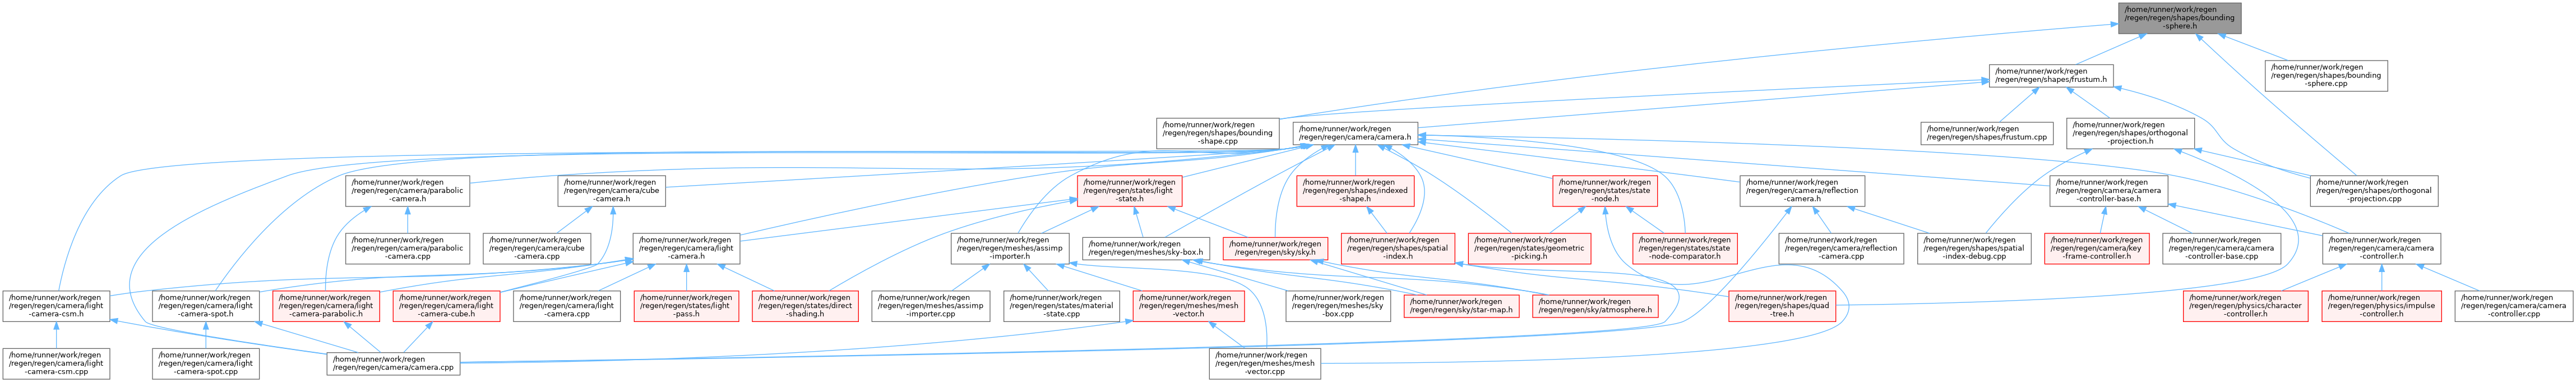 /home/runner/work/regen
/regen/regen/shapes/bounding
-sphere.h
/home/runner/work/regen
/regen/regen/shapes/frustum.h
/home/runner/work/regen
/regen/regen/shapes/bounding
-sphere.cpp
/home/runner/work/regen
/regen/regen/shapes/bounding
-shape.cpp
/home/runner/work/regen
/regen/regen/camera/camera.h
/home/runner/work/regen
/regen/regen/shapes/frustum.cpp
/home/runner/work/regen
/regen/regen/shapes/orthogonal
-projection.h
/home/runner/work/regen
/regen/regen/camera/parabolic
-camera.h
/home/runner/work/regen
/regen/regen/camera/cube
-camera.h
/home/runner/work/regen
/regen/regen/states/light
-state.h
/home/runner/work/regen
/regen/regen/shapes/indexed
-shape.h
/home/runner/work/regen
/regen/regen/states/state
-node.h
/home/runner/work/regen
/regen/regen/camera/reflection
-camera.h
/home/runner/work/regen
/regen/regen/camera/camera
-controller-base.h
/home/runner/work/regen
/regen/regen/shapes/orthogonal
-projection.cpp
/home/runner/work/regen
/regen/regen/camera/parabolic
-camera.cpp
/home/runner/work/regen
/regen/regen/camera/cube
-camera.cpp
/home/runner/work/regen
/regen/regen/camera/light
-camera.h
/home/runner/work/regen
/regen/regen/meshes/assimp
-importer.h
/home/runner/work/regen
/regen/regen/meshes/sky-box.h
/home/runner/work/regen
/regen/regen/sky/sky.h
/home/runner/work/regen
/regen/regen/shapes/spatial
-index.h
/home/runner/work/regen
/regen/regen/states/geometric
-picking.h
/home/runner/work/regen
/regen/regen/states/state
-node-comparator.h
/home/runner/work/regen
/regen/regen/camera/reflection
-camera.cpp
/home/runner/work/regen
/regen/regen/shapes/spatial
-index-debug.cpp
/home/runner/work/regen
/regen/regen/camera/key
-frame-controller.h
/home/runner/work/regen
/regen/regen/camera/camera
-controller-base.cpp
/home/runner/work/regen
/regen/regen/camera/camera
-controller.h
/home/runner/work/regen
/regen/regen/camera/light
-camera-csm.h
/home/runner/work/regen
/regen/regen/camera/light
-camera-spot.h
/home/runner/work/regen
/regen/regen/camera/light
-camera-parabolic.h
/home/runner/work/regen
/regen/regen/camera/light
-camera-cube.h
/home/runner/work/regen
/regen/regen/camera/light
-camera.cpp
/home/runner/work/regen
/regen/regen/states/light
-pass.h
/home/runner/work/regen
/regen/regen/states/direct
-shading.h
/home/runner/work/regen
/regen/regen/meshes/assimp
-importer.cpp
/home/runner/work/regen
/regen/regen/states/material
-state.cpp
/home/runner/work/regen
/regen/regen/meshes/mesh
-vector.h
/home/runner/work/regen
/regen/regen/meshes/sky
-box.cpp
/home/runner/work/regen
/regen/regen/sky/star-map.h
/home/runner/work/regen
/regen/regen/sky/atmosphere.h
/home/runner/work/regen
/regen/regen/shapes/quad
-tree.h
/home/runner/work/regen
/regen/regen/physics/character
-controller.h
/home/runner/work/regen
/regen/regen/physics/impulse
-controller.h
/home/runner/work/regen
/regen/regen/camera/camera
-controller.cpp
/home/runner/work/regen
/regen/regen/camera/light
-camera-csm.cpp
/home/runner/work/regen
/regen/regen/camera/light
-camera-spot.cpp
/home/runner/work/regen
/regen/regen/camera/camera.cpp
/home/runner/work/regen
/regen/regen/meshes/mesh
-vector.cpp